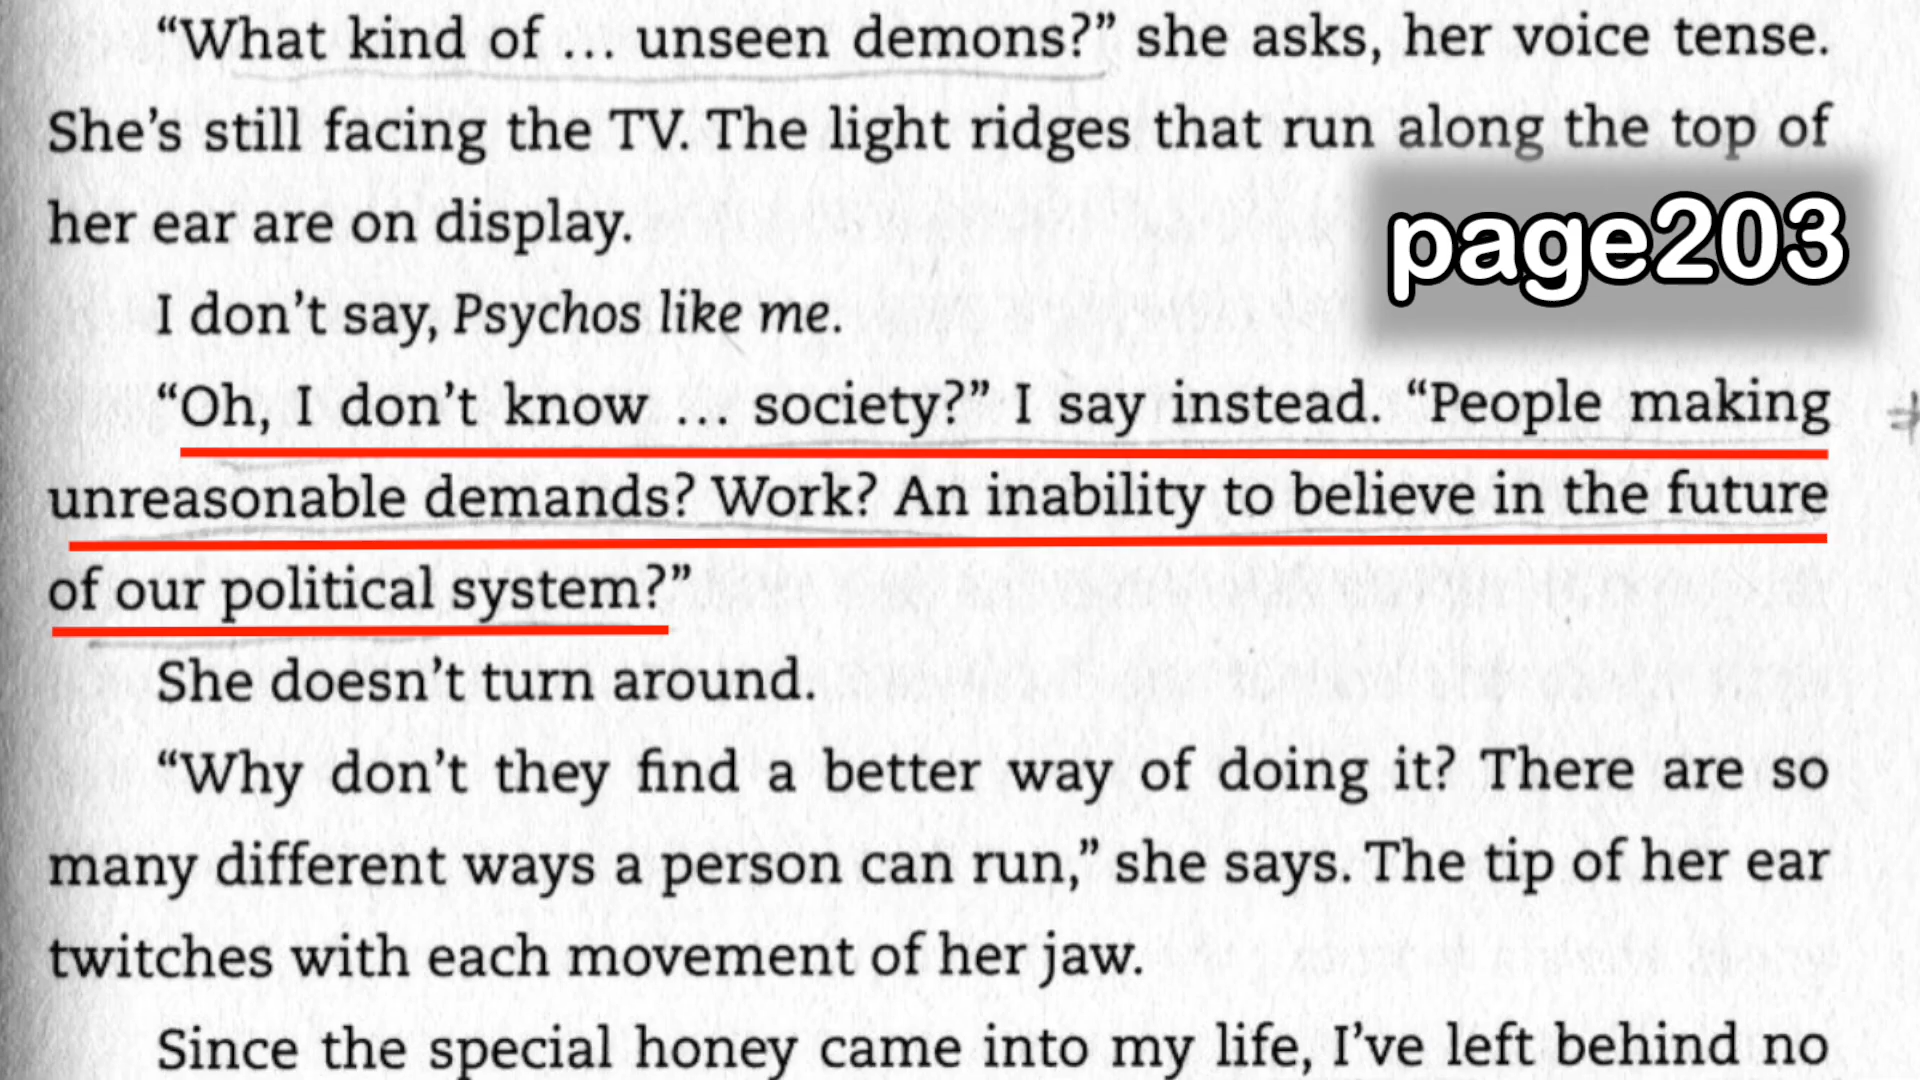 “What kind of … unseen demons?” she asks, her voice tense.
She’s still facing the TV. The light ridges that run along the top of
her ear are on display.
page203
I don’t say, Psychos like me.
“Oh, I don’t know … society?” I say instead. “People making
unreasonable demands? Work? An inability to believe in the future
of our political system?”
She doesn’t turn around.
“Why don’t they find a better way of doing it? There are so
many different ways a person can run,” she says. The tip of her ear
twitches with each movement of her jaw.
Since the special honey came into my life, I’ve left behind no